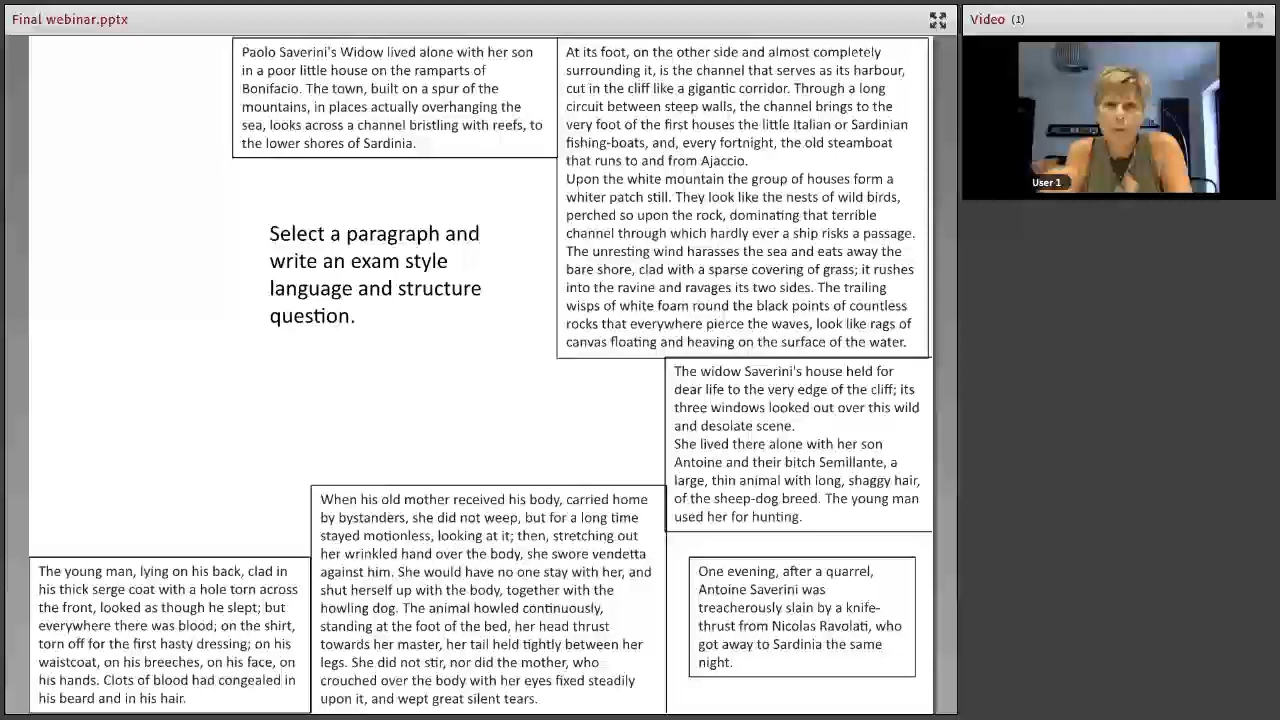 Final webinar.pptx
Video (1)
User 1
Paolo Saverini's Widow lived alone with her son
in a poor little house on the ramparts of
Bonifacio. The town, built on a spur of the
mountains, in places actually overhanging the
sea, looks across a channel bristling with reefs, to
the lower shores of Sardinia.
At its foot, on the other side and almost completely
surrounding it, is the channel that serves as its harbour,
cut in the cliff like a gigantic corridor. Through a long
circuit between steep walls, the channel brings to the
very foot of the first houses the little Italian or Sardinian
fishing-boats, and, every fortnight, the old steamboat
that runs to and from Ajaccio.
Upon the white mountain the group of houses form a
whiter patch still. They look like the nests of wild birds,
perched so upon the rock, dominating that terrible
channel through which hardly ever a ship risks a passage.
The unresting wind harasses the sea and eats away the
bare shore, clad with a sparse covering of grass; it rushes
into the ravine and ravages its two sides. The trailing
wisps of white foam round the black points of countless
rocks that everywhere pierce the waves, look like rags of
canvas floating and heaving on the surface of the water.
Select a paragraph and
write an exam style
language and structure
question.
The widow Saverini's house held for
dear life to the very edge of the cliff; its
three windows looked out over this wild
and desolate scene.
She lived there alone with her son
Antoine and their bitch Semillante, a
large, thin animal with long, shaggy hair,
of the sheep-dog breed. The young man
used her for hunting.
One evening, after a quarrel,
Antoine Saverini was
treacherously slain by a knife-
thrust from Nicolas Ravolati, who
got away to Sardinia the same
night.
When his old mother received his body, carried home
by bystanders, she did not weep, but for a long time
stayed motionless, looking at it; then, stretching out
her wrinkled hand over the body, she swore vendetta
against him. She would have no one stay with her, and
shut herself up with the body, together with the
howling dog. The animal howled continuously,
standing at the foot of the bed, her head thrust
towards her master, her tail held tightly between her
legs. She did not stir, nor did the mother, who
crouched over the body with her eyes fixed steadily
upon it, and wept great silent tears.
The young man, lying on his back, clad in
his thick serge coat with a hole torn across
the front, looked as though he slept; but
everywhere there was blood; on the shirt,
torn off for the first hasty dressing; on his
waistcoat, on his breeches, on his face, on
his hands. Clots of blood had congealed in
his beard and in his hair.